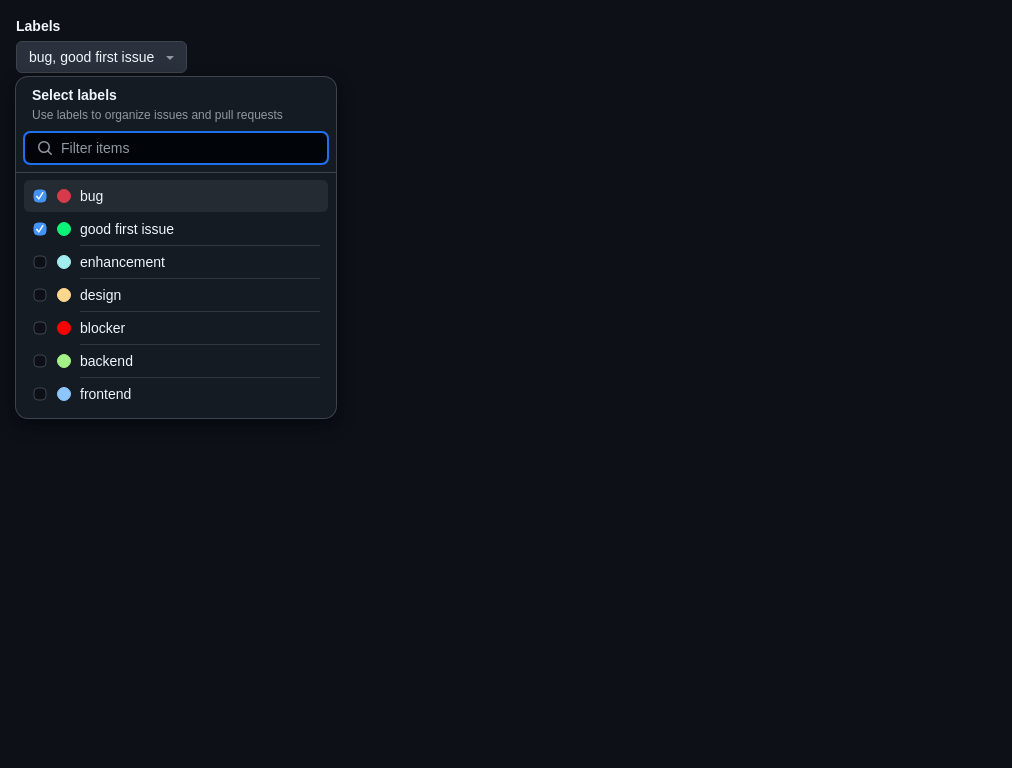 Labels
bug, good first issue
Select labels
Use labels to organize issues and pull requests
Filter items
bug
good first issue
enhancement
design
blocker
backend
frontend